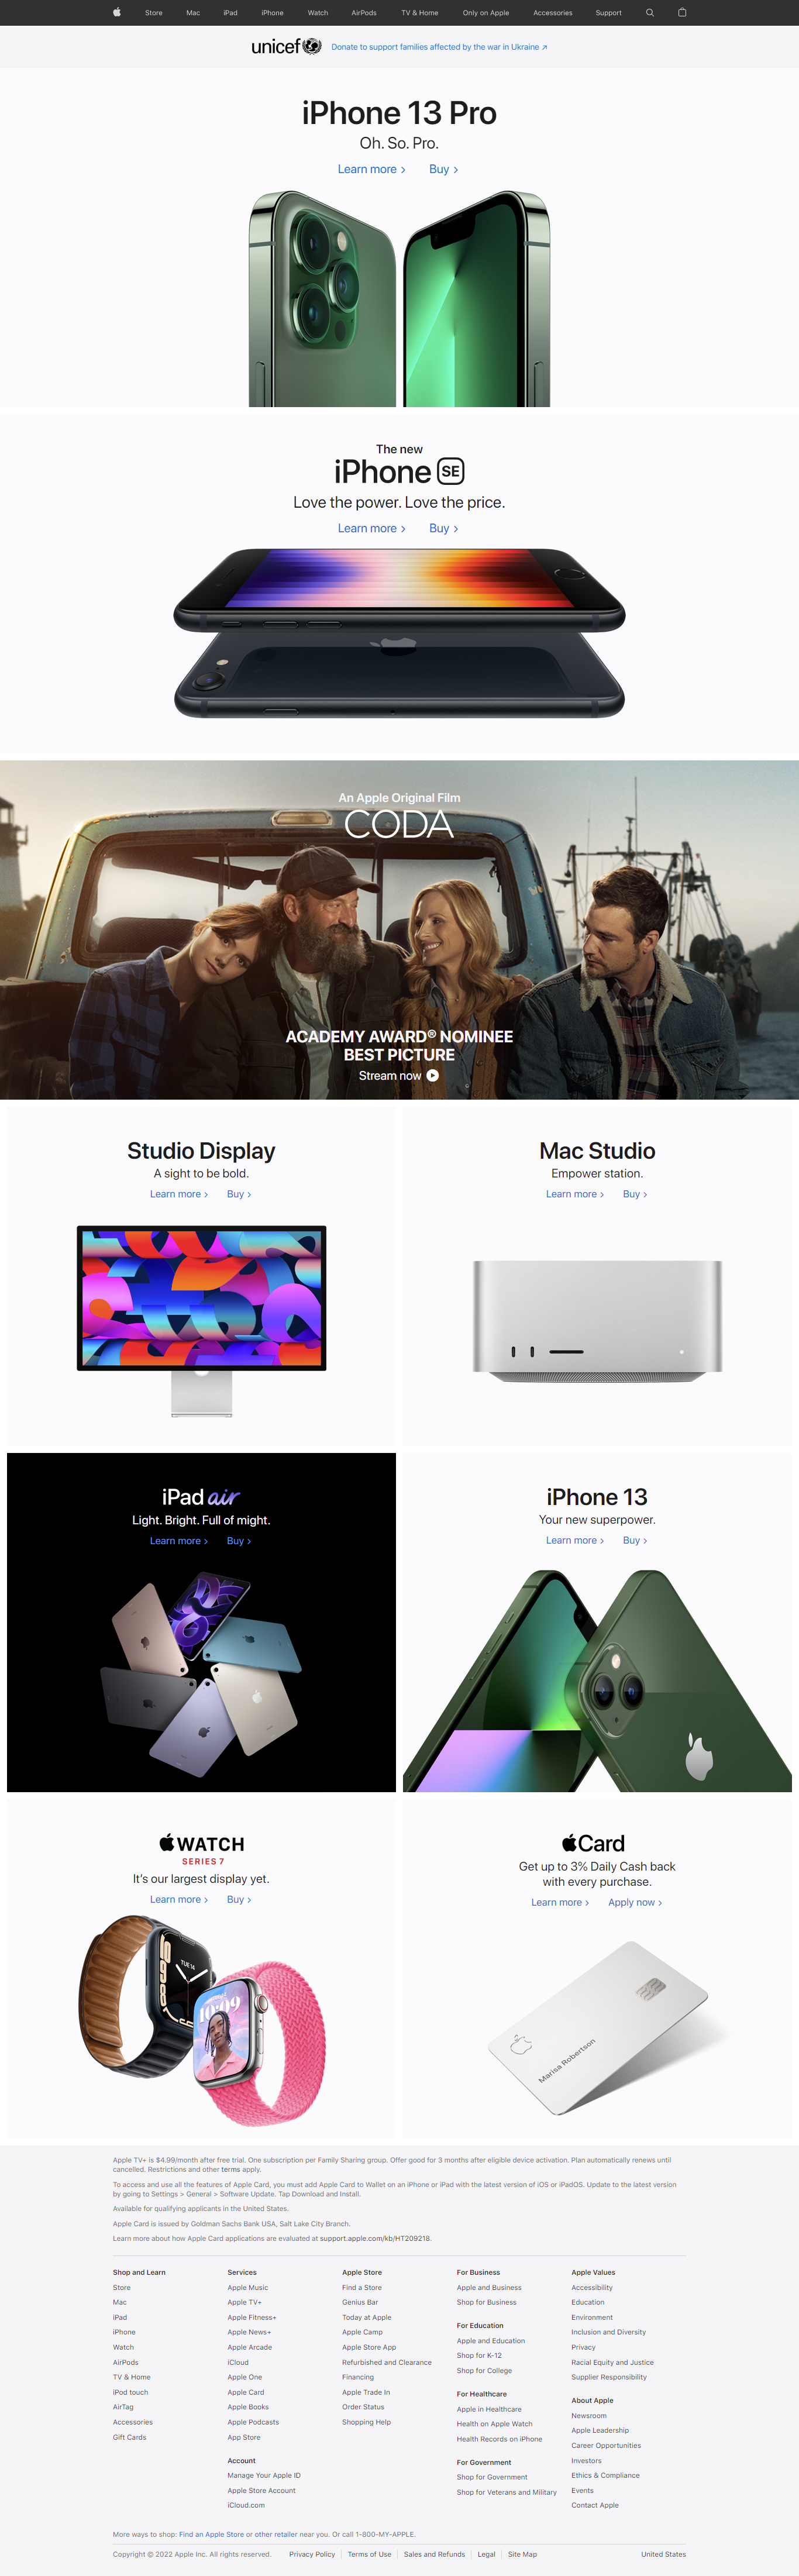 Store Mac iPad iPhone Watch AirPods TV & Home Only on Apple Accessories Support
unicef Donate to support families affected by the war in Ukraine ↗
iPhone 13 Pro
Oh. So. Pro.
Learn more > Buy >
The new
iPhone SE
Love the power. Love the price.
Learn more > Buy >
An Apple Original Film
CODA
ACADEMY AWARD® NOMINEE
BEST PICTURE
Stream now
Studio Display
A sight to be bold.
Learn more > Buy >
Mac Studio
Empower station.
Learn more > Buy >
iPad air
Light. Bright. Full of might.
Learn more > Buy >
iPhone 13
Your new superpower.
Learn more > Buy >
WATCH
SERIES 7
It's our largest display yet.
Learn more > Buy >
TUE 14
10:09
Card
Get up to 3% Daily Cash back
with every purchase.
Learn more > Apply now >
Marisa Robertson
Apple TV+ is $4.99/month after free trial. One subscription per Family Sharing group. Offer good for 3 months after eligible device activation. Plan automatically renews until
cancelled. Restrictions and other terms apply.
To access and use all the features of Apple Card, you must add Apple Card to Wallet on an iPhone or iPad with the latest version of iOS or iPadOS. Update to the latest version
by going to Settings > General > Software Update. Tap Download and Install.
Available for qualifying applicants in the United States.
Apple Card is issued by Goldman Sachs Bank USA, Salt Lake City Branch.
Learn more about how Apple Card applications are evaluated at support.apple.com/kb/HT209218.
Shop and Learn
Store
Mac
iPad
iPhone
Watch
AirPods
TV & Home
iPod touch
AirTag
Accessories
Gift Cards
Services
Apple Music
Apple TV+
Apple Fitness+
Apple News+
Apple Arcade
iCloud
Apple One
Apple Card
Apple Books
Apple Podcasts
App Store
Account
Manage Your Apple ID
Apple Store Account
iCloud.com
Apple Store
Find a Store
Genius Bar
Today at Apple
Apple Camp
Apple Store App
Refurbished and Clearance
Financing
Apple Trade In
Order Status
Shopping Help
For Business
Apple and Business
Shop for Business
For Education
Apple and Education
Shop for K-12
Shop for College
For Healthcare
Apple in Healthcare
Health on Apple Watch
Health Records on iPhone
For Government
Shop for Government
Shop for Veterans and Military
Apple Values
Accessibility
Education
Environment
Inclusion and Diversity
Privacy
Racial Equity and Justice
Supplier Responsibility
About Apple
Newsroom
Apple Leadership
Career Opportunities
Investors
Ethics & Compliance
Events
Contact Apple
More ways to shop: Find an Apple Store or other retailer near you. Or call 1-800-MY-APPLE.
Copyright © 2022 Apple Inc. All rights reserved. Privacy Policy | Terms of Use | Sales and Refunds | Legal | Site Map United States